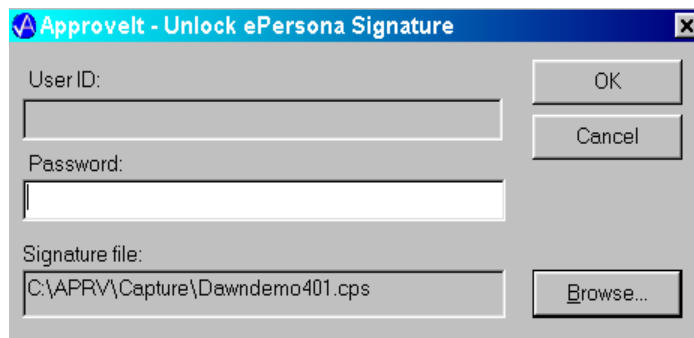 ApproveIt - Unlock ePersona Signature
User ID:
OK
Cancel
Password:
Signature file:
C:\APRV\Capture\Dawndemo401.cps
Browse...